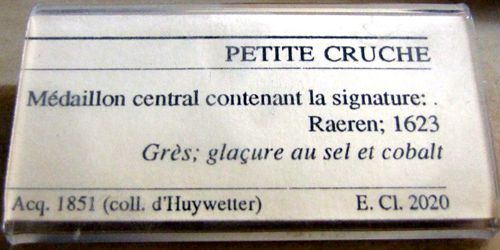 PETITE CRUCHE
Médaillon central contenant la signature: .
Raeren; 1623
Grès; glaçure au sel et cobalt
Acq. 1851 (coll. d'Huywetter) E. Cl. 2020